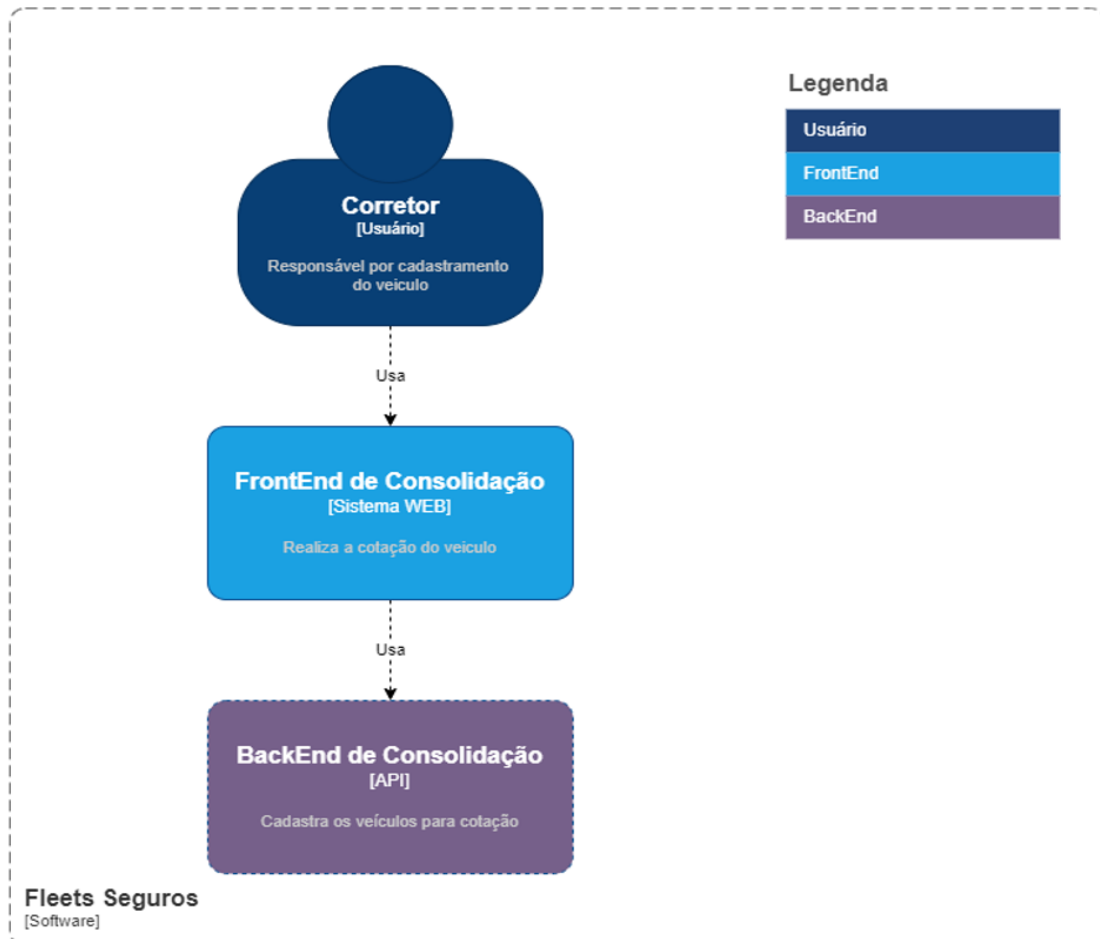 Legenda
Usuário
FrontEnd
BackEnd
Corretor
[Usuário]
Responsável por cadastramento
do veiculo
Usa
FrontEnd de Consolidação
[Sistema WEB]
Realiza a cotação do veiculo
Usa
BackEnd de Consolidação
[API]
Cadastra os veículos para cotação
Fleets Seguros
[Software]